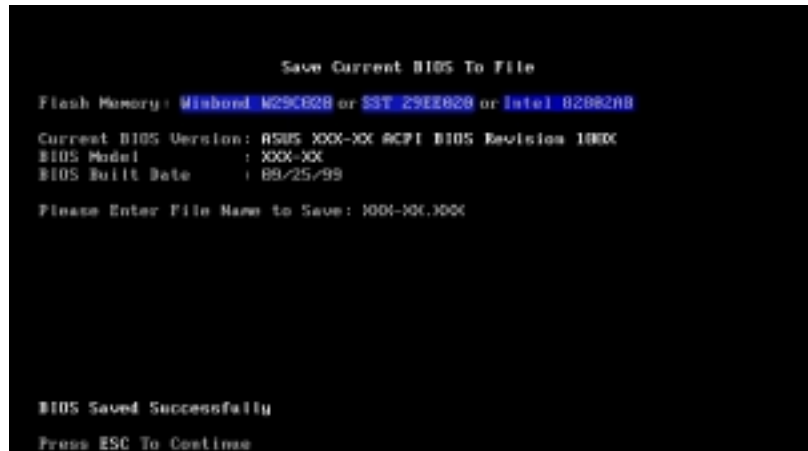 Save Current BIOS To File
Flash Memory: Winbond W29C020 or SST 29EE020 or Intel 82802AB
Current BIOS Version: ASUS XXX-XX ACPI BIOS Revision 100X
BIOS Model : XXX-XX
BIOS Built Date : 09/25/99
Please Enter File Name to Save: XXX-XX.XXX
BIOS Saved Successfully
Press ESC To Continue